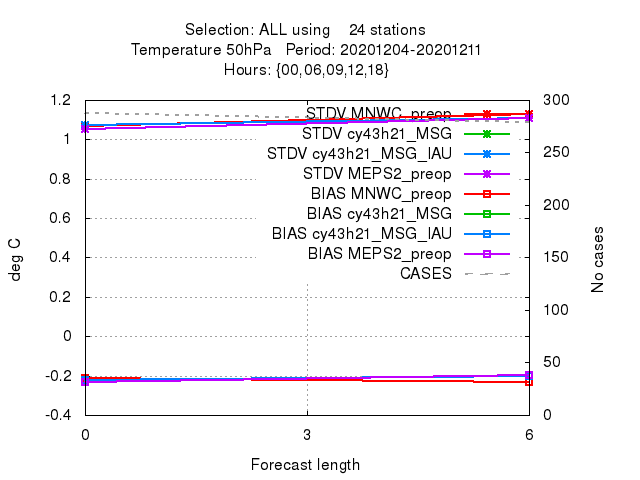 Selection: ALL using 24 stations
Temperature 50hPa Period: 20201204-20201211
Hours: {00,06,09,12,18}
1.2
1
0.8
0.6
0.4
0.2
0
-0.2
-0.4
deg C
STDV MNWC_preop
STDV cy43h21_MSG
STDV cy43h21_MSG_IAU
STDV MEPS2_preop
BIAS MNWC_preop
BIAS cy43h21_MSG
BIAS cy43h21_MSG_IAU
BIAS MEPS2_preop
CASES
300
250
200
150
100
50
0
No cases
0 3 6
Forecast length